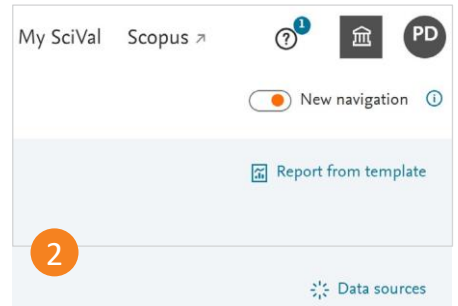 My SciVal Scopus ↗ 1 PD
New navigation
Report from template
2
Data sources